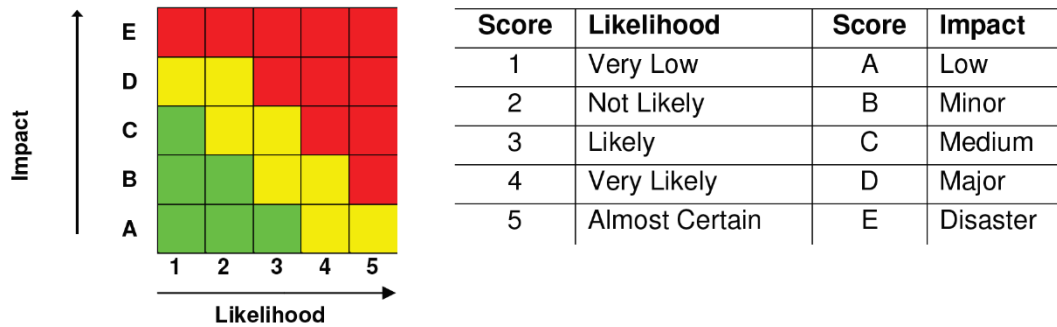 Impact
E
D
C
B
A
1 2 3 4 5
Likelihood
Score Likelihood Score Impact
1 Very Low A Low
2 Not Likely B Minor
3 Likely C Medium
4 Very Likely D Major
5 Almost Certain E Disaster